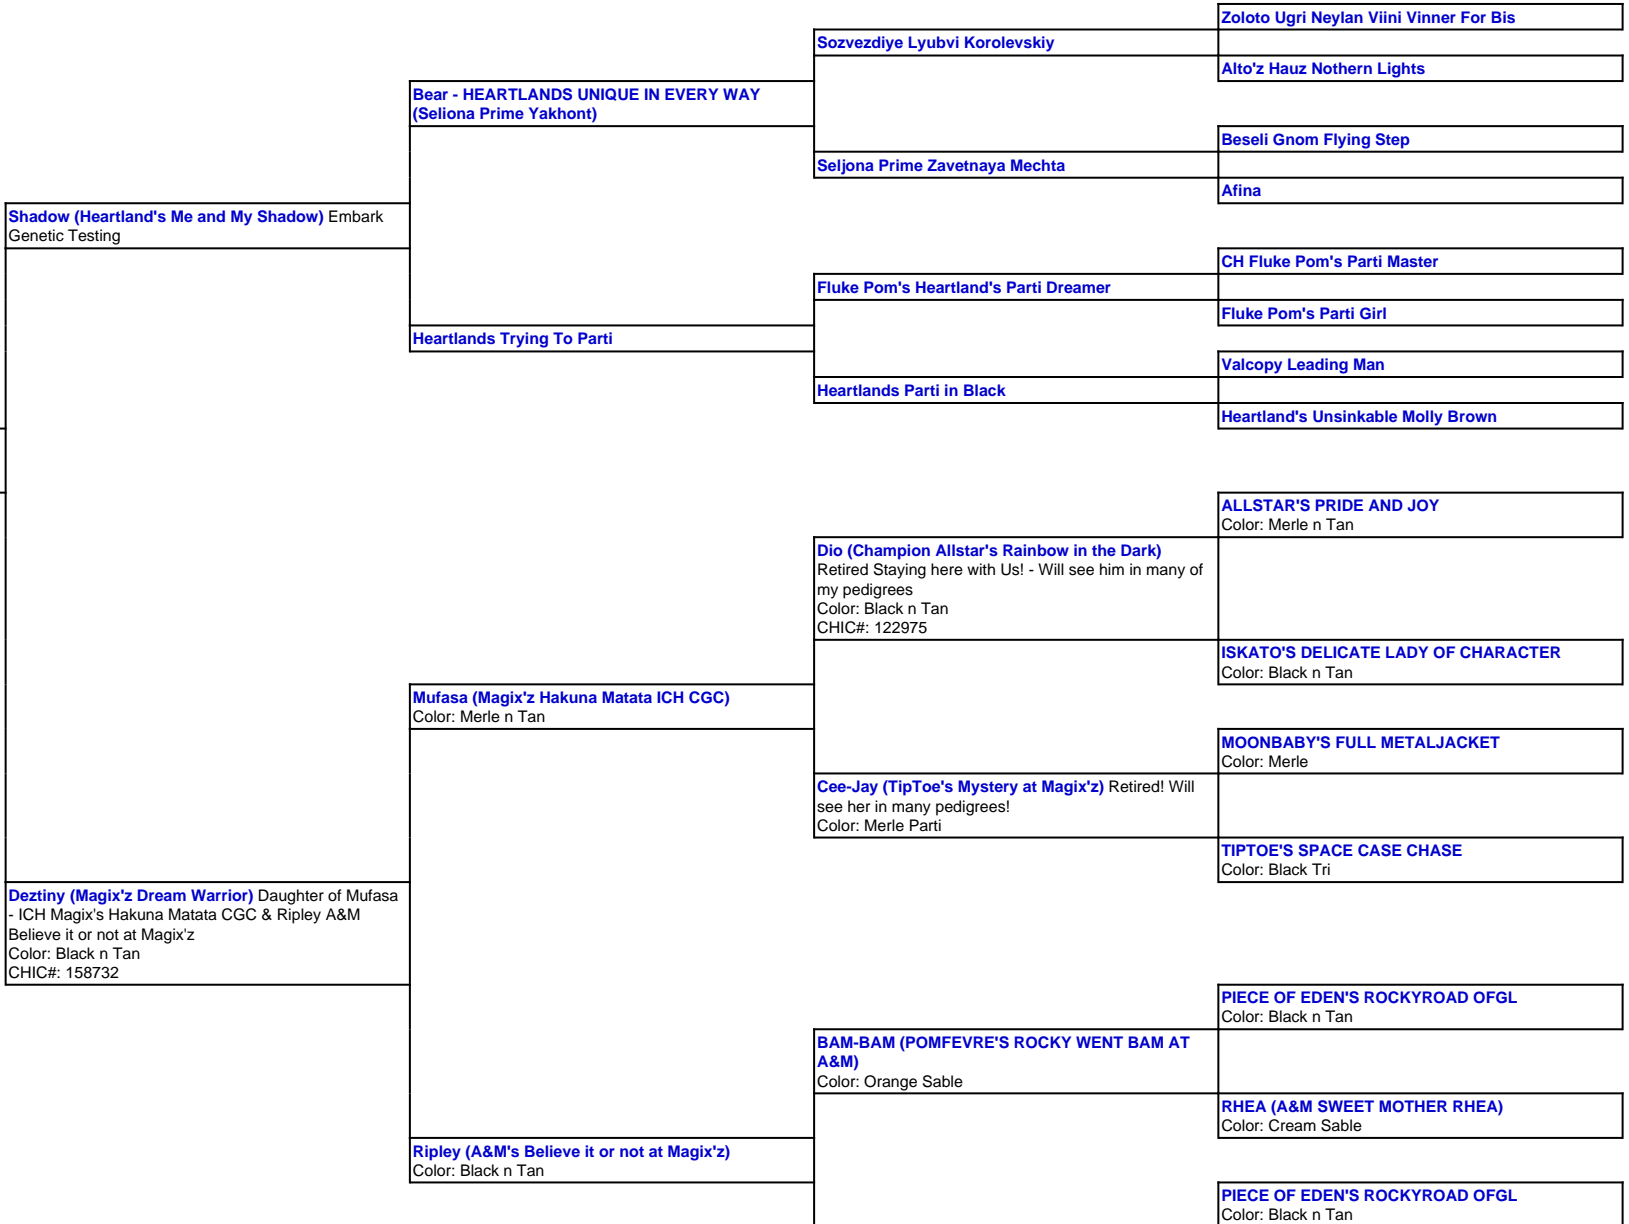 Zoloto Ugri Neylan Viini Vinner For Bis
Sozvezdiye Lyubvi Korolevskiy
Alto'z Hauz Nothern Lights
Bear - HEARTLANDS UNIQUE IN EVERY WAY
(Seliona Prime Yakhont)
Beseli Gnom Flying Step
Seljona Prime Zavetnaya Mechta
Afina
Shadow (Heartland's Me and My Shadow) Embark
Genetic Testing
CH Fluke Pom's Parti Master
Fluke Pom's Heartland's Parti Dreamer
Fluke Pom's Parti Girl
Heartlands Trying To Parti
Valcopy Leading Man
Heartlands Parti in Black
Heartland's Unsinkable Molly Brown
ALLSTAR'S PRIDE AND JOY
Color: Merle n Tan
Dio (Champion Allstar's Rainbow in the Dark)
Retired Staying here with Us! - Will see him in many of
my pedigrees
Color: Black n Tan
CHIC#: 122975
ISKATO'S DELICATE LADY OF CHARACTER
Color: Black n Tan
Mufasa (Magix'z Hakuna Matata ICH CGC)
Color: Merle n Tan
MOONBABY'S FULL METALJACKET
Color: Merle
Cee-Jay (TipToe's Mystery at Magix'z) Retired! Will
see her in many pedigrees!
Color: Merle Parti
TIPTOE'S SPACE CASE CHASE
Color: Black Tri
Deztiny (Magix'z Dream Warrior) Daughter of Mufasa
- ICH Magix's Hakuna Matata CGC & Ripley A&M
Believe it or not at Magix'z
Color: Black n Tan
CHIC#: 158732
PIECE OF EDEN'S ROCKYROAD OFGL
Color: Black n Tan
BAM-BAM (POMFEVRE'S ROCKY WENT BAM AT
A&M)
Color: Orange Sable
RHEA (A&M SWEET MOTHER RHEA)
Color: Cream Sable
Ripley (A&M's Believe it or not at Magix'z)
Color: Black n Tan
PIECE OF EDEN'S ROCKYROAD OFGL
Color: Black n Tan